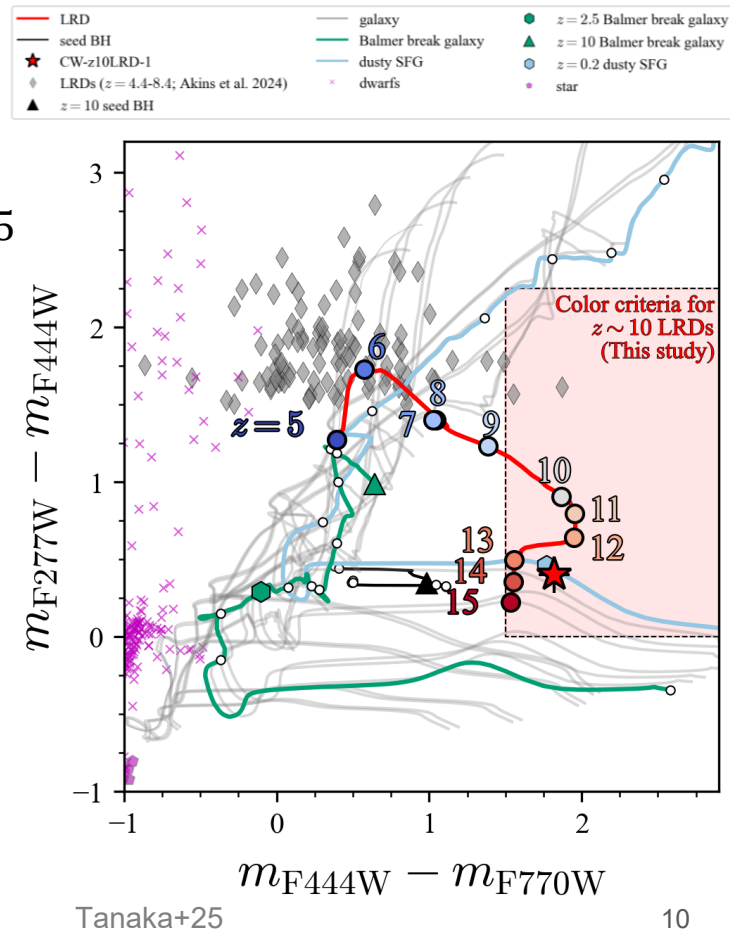 LRD
seed BH
CW-z10LRD-1
LRDs (z = 4.4-8.4; Akins et al. 2024)
z = 10 seed BH
galaxy
Balmer break galaxy
dusty SFG
dwarfs
z = 2.5 Balmer break galaxy
z = 10 Balmer break galaxy
z = 0.2 dusty SFG
star
5
3
2
1
0
−1
m_F277W − m_F444W
Color criteria for
z ~ 10 LRDs
(This study)
6
z = 5
7
8
9
10
11
12
13
14
15
−1
0
1
2
m_F444W − m_F770W
Tanaka+25
10